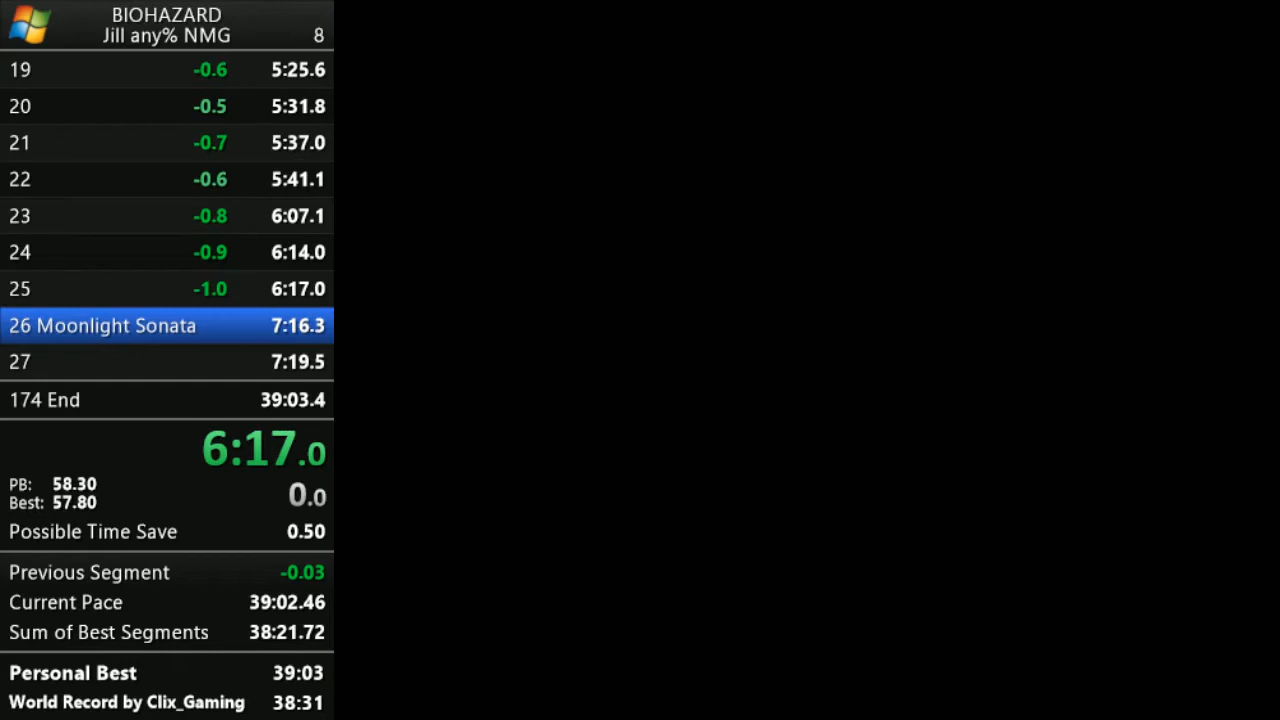 BIOHAZARD
Jill any% NMG 8
19 -0.6 5:25.6
20 -0.5 5:31.8
21 -0.7 5:37.0
22 -0.6 5:41.1
23 -0.8 6:07.1
24 -0.9 6:14.0
25 -1.0 6:17.0
26 Moonlight Sonata 7:16.3
27 7:19.5
174 End 39:03.4
6:17.0
PB: 58.30 0.0
Best: 57.80
Possible Time Save 0.50
Previous Segment -0.03
Current Pace 39:02.46
Sum of Best Segments 38:21.72
Personal Best 39:03
World Record by Clix_Gaming 38:31